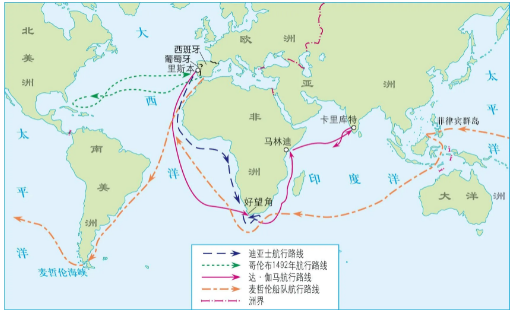 北
美
洲
大
西
洋
西班牙
葡萄牙
里斯本
欧
洲
亚
洲
太
平
洋
非
洲
马林迪
卡里库特
菲律宾群岛
印
度
洋
好望角
大
洋
洲
南
美
洲
太
平
洋
麦哲伦海峡
迪亚士航行路线
哥伦布1492年航行路线
达·伽马航行路线
麦哲伦船队航行路线
洲界